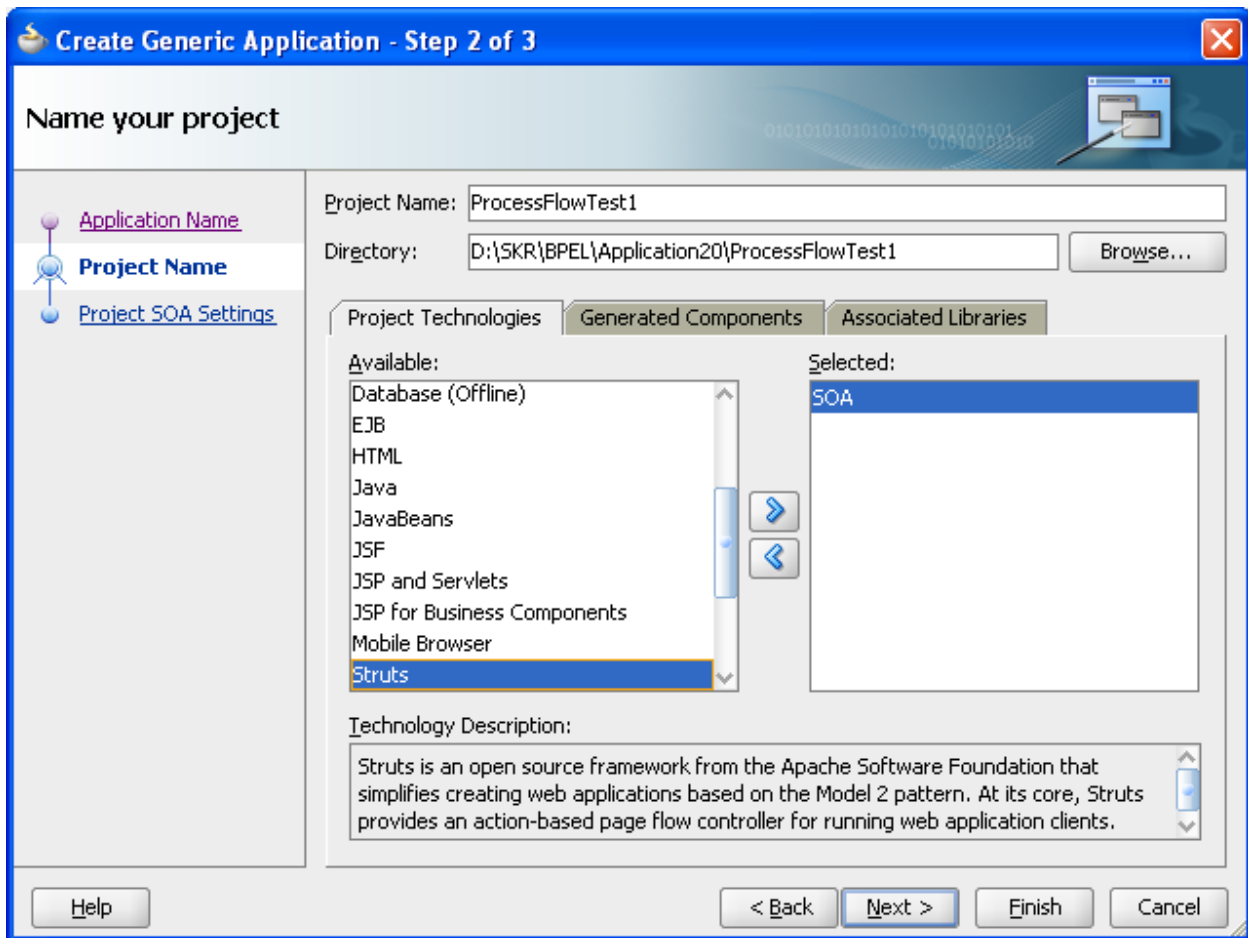 Create Generic Application - Step 2 of 3
Name your project
010101010101010101010101
01010101010
Application Name
Project Name
Project SOA Settings
Project Name: ProcessFlowTest1
Directory: D:\SKR\BPEL\Application20\ProcessFlowTest1 Browse...
Project Technologies Generated Components Associated Libraries
Available: Selected:
Database (Offline) SOA
EJB
HTML
Java
JavaBeans
JSF
JSP and Servlets
JSP for Business Components
Mobile Browser
Struts
Technology Description:
Struts is an open source framework from the Apache Software Foundation that
simplifies creating web applications based on the Model 2 pattern. At its core, Struts
provides an action-based page flow controller for running web application clients.
Help < Back Next > Finish Cancel